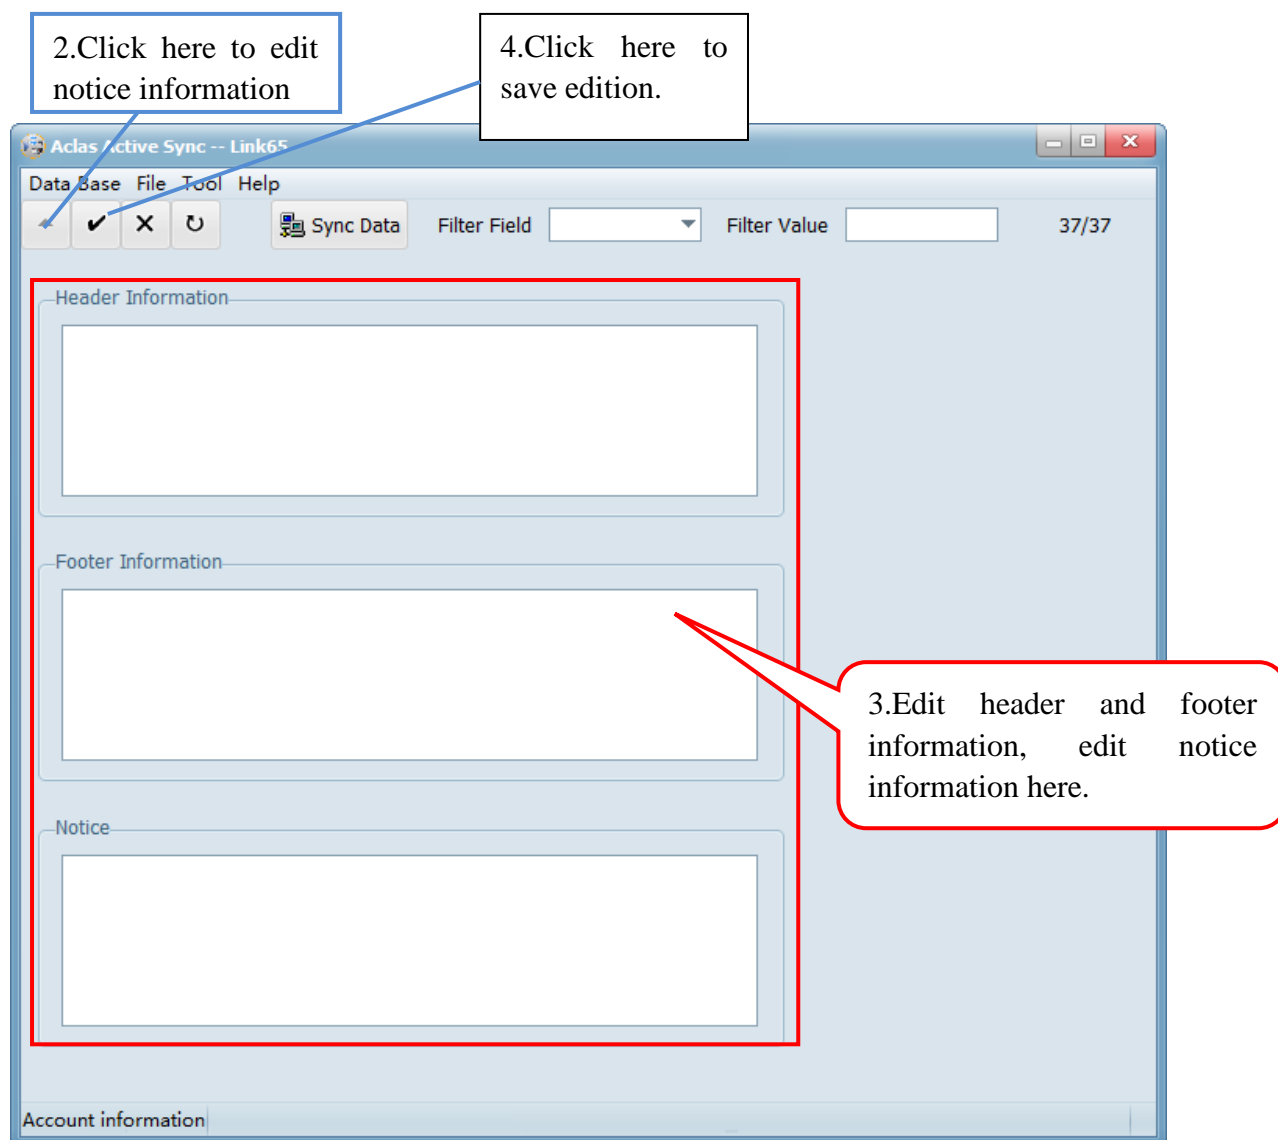 2.Click here to edit
notice information
4.Click here to
save edition.
Aclas Active Sync -- Link65
Data Base File Tool Help
Sync Data Filter Field Filter Value 37/37
Header Information
Footer Information
3.Edit header and footer
information, edit notice
information here.
Notice
Account information